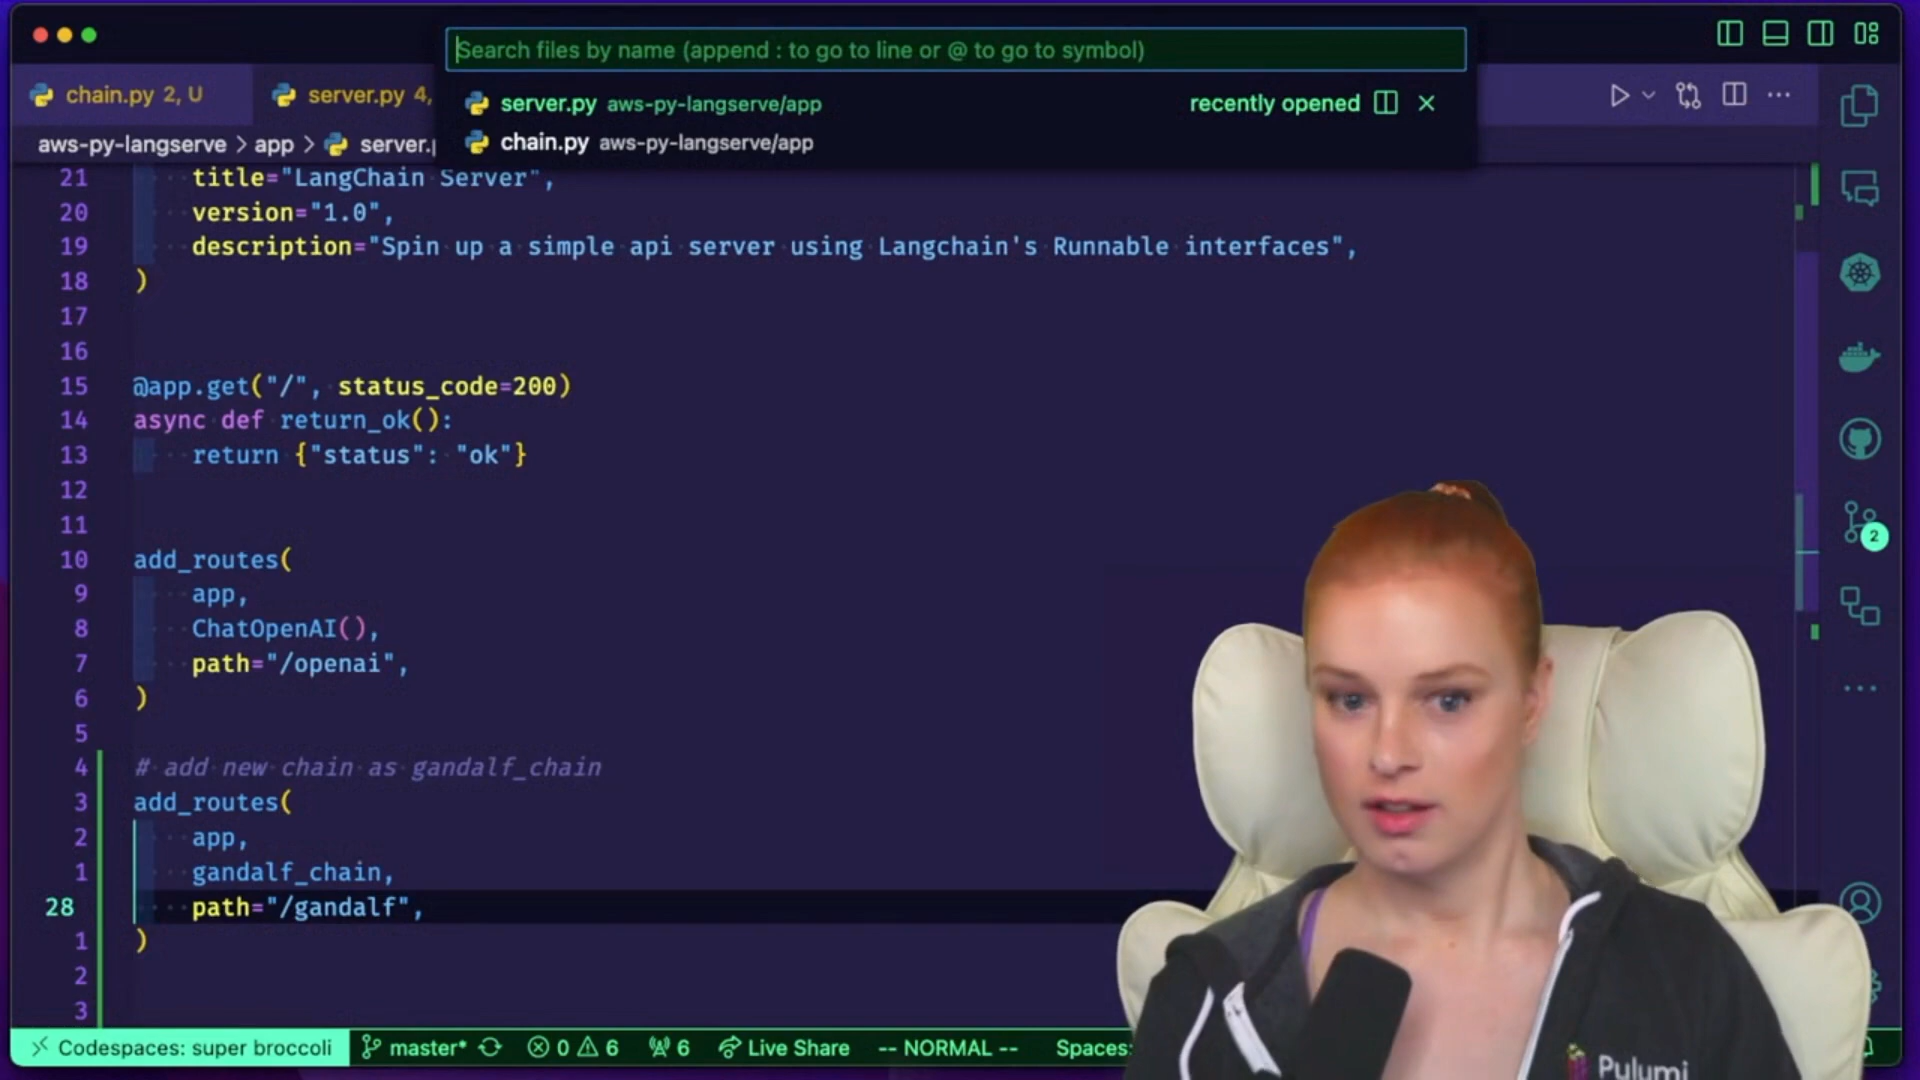 Search files by name (append : to go to line or @ to go to symbol)
chain.py 2, U
server.py 4,
server.py aws-py-langserve/app
recently opened
chain.py aws-py-langserve/app
aws-py-langserve > app > server.p
21 title="LangChain Server",
20 version="1.0",
19 description="Spin up a simple api server using Langchain's Runnable interfaces",
18 )
17
16
15 @app.get("/", status_code=200)
14 async def return_ok():
13 return {"status": "ok"}
12
11
10 add_routes(
9 app,
8 ChatOpenAI(),
7 path="/openai",
6 )
5
4 # add new chain as gandalf_chain
3 add_routes(
2 app,
1 gandalf_chain,
28 path="/gandalf",
1 )
2
3
2
Codespaces: super broccoli
master*
0
6
6
Live Share
-- NORMAL --
Spaces:
Pulumi